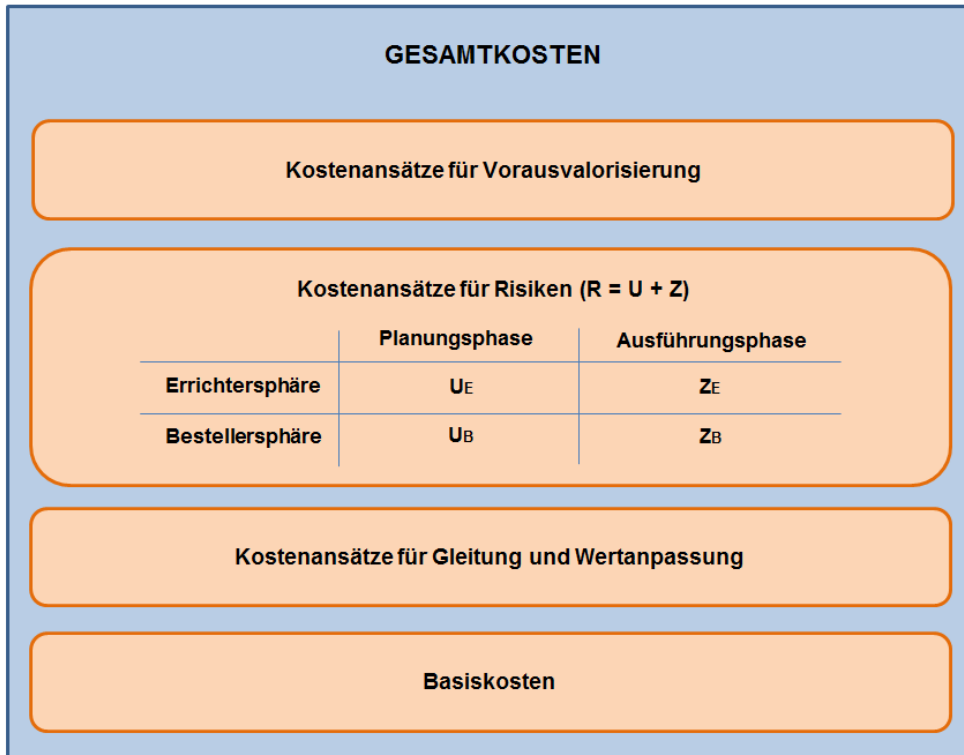 GESAMTKOSTEN
Kostenansätze für Vorausvalorisierung
Kostenansätze für Risiken (R = U + Z)
Planungsphase Ausführungsphase
Errichtersphäre UE ZE
Bestellersphäre UB ZB
Kostenansätze für Gleitung und Wertanpassung
Basiskosten